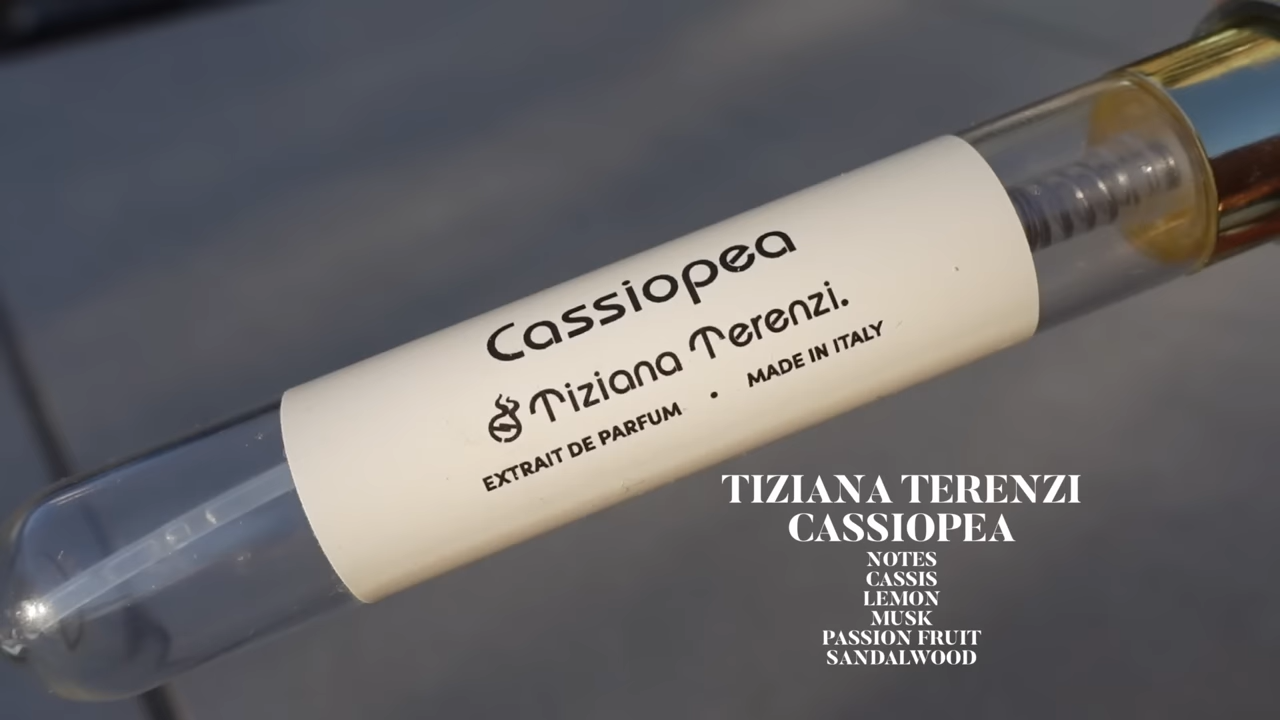 Cassiopea
Tiziana Terenzi.
EXTRAIT DE PARFUM • MADE IN ITALY
TIZIANA TERENZI
CASSIOPEA
NOTES
CASSIS
LEMON
MUSK
PASSION FRUIT
SANDALWOOD